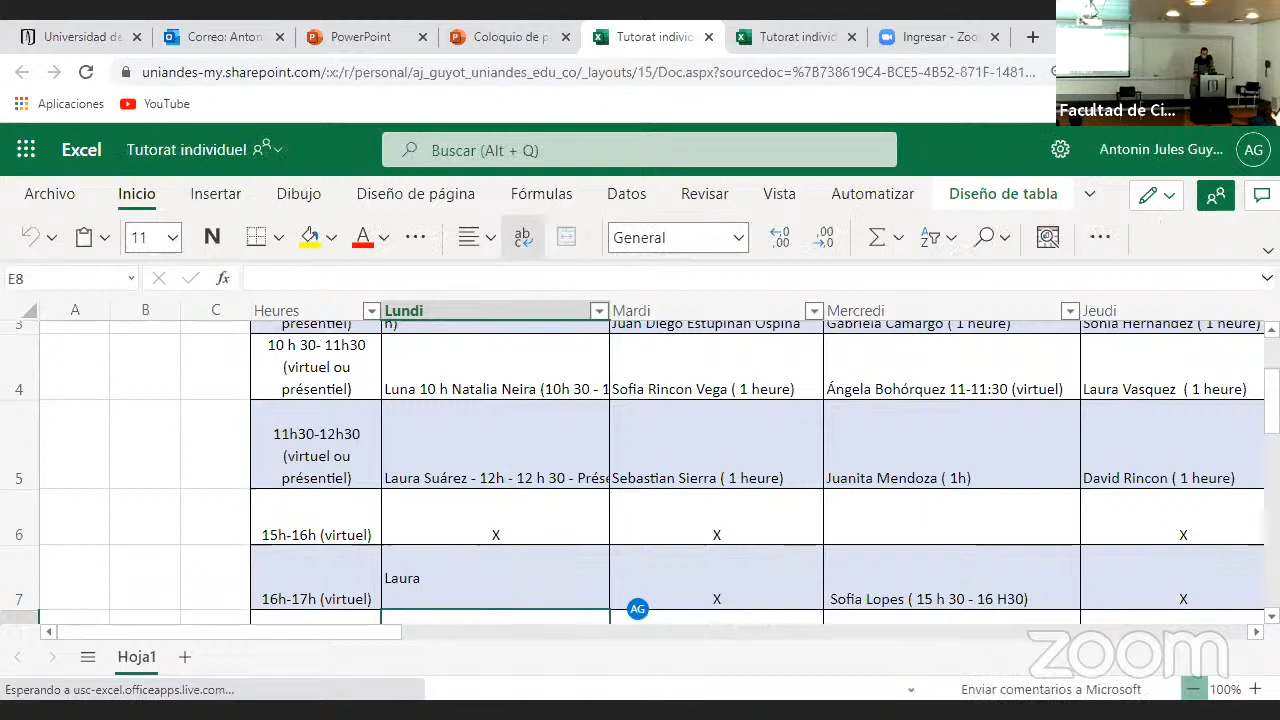 Universidad de
Correo: Anton
PowerPoint
Coloquio de p
Tutorat individ
Tutorat individ
Ingresar - Zoo
uniandes-my.sharepoint.com/:x:/r/personal/aj_guyot_uniandes_edu_co/_layouts/15/Doc.aspx?sourcedoc=%7B738619C4-BCE5-4B52-871F-1481...
Aplicaciones
YouTube
Facultad de Ci...
Excel
Tutorat individuel
Buscar (Alt + Q)
Antonin Jules Guy...
AG
Archivo
Inicio
Insertar
Dibujo
Diseño de página
Fórmulas
Datos
Revisar
Vista
Automatizar
Diseño de tabla
11
N
A
ab
General
E8
fx
A
B
C
Heures
Lundi
Mardi
Mercredi
Jeudi
3
présentiel)
h)
Juan Diego Estupiñan Ospina
Gabriela Camargo ( 1 heure)
Sonia Hernández ( 1 heure)
4
10 h 30- 11h30
(virtuel ou
présentiel)
Luna 10 h Natalia Neira (10h 30 - 1
Sofia Rincon Vega ( 1 heure)
Ángela Bohórquez 11-11:30 (virtuel)
Laura Vasquez ( 1 heure)
5
11h30-12h30
(virtuel ou
présentiel)
Laura Suárez - 12h - 12 h 30 - Prése
Sebastian Sierra ( 1 heure)
Juanita Mendoza ( 1h)
David Rincon ( 1 heure)
6
15h-16h (virtuel)
X
X
X
7
16h-17h (virtuel)
Laura
X
Sofia Lopes ( 15 h 30 - 16 H30)
X
AG
Hoja1
zoom
Esperando a usc-excel.officeapps.live.com...
Enviar comentarios a Microsoft
100%